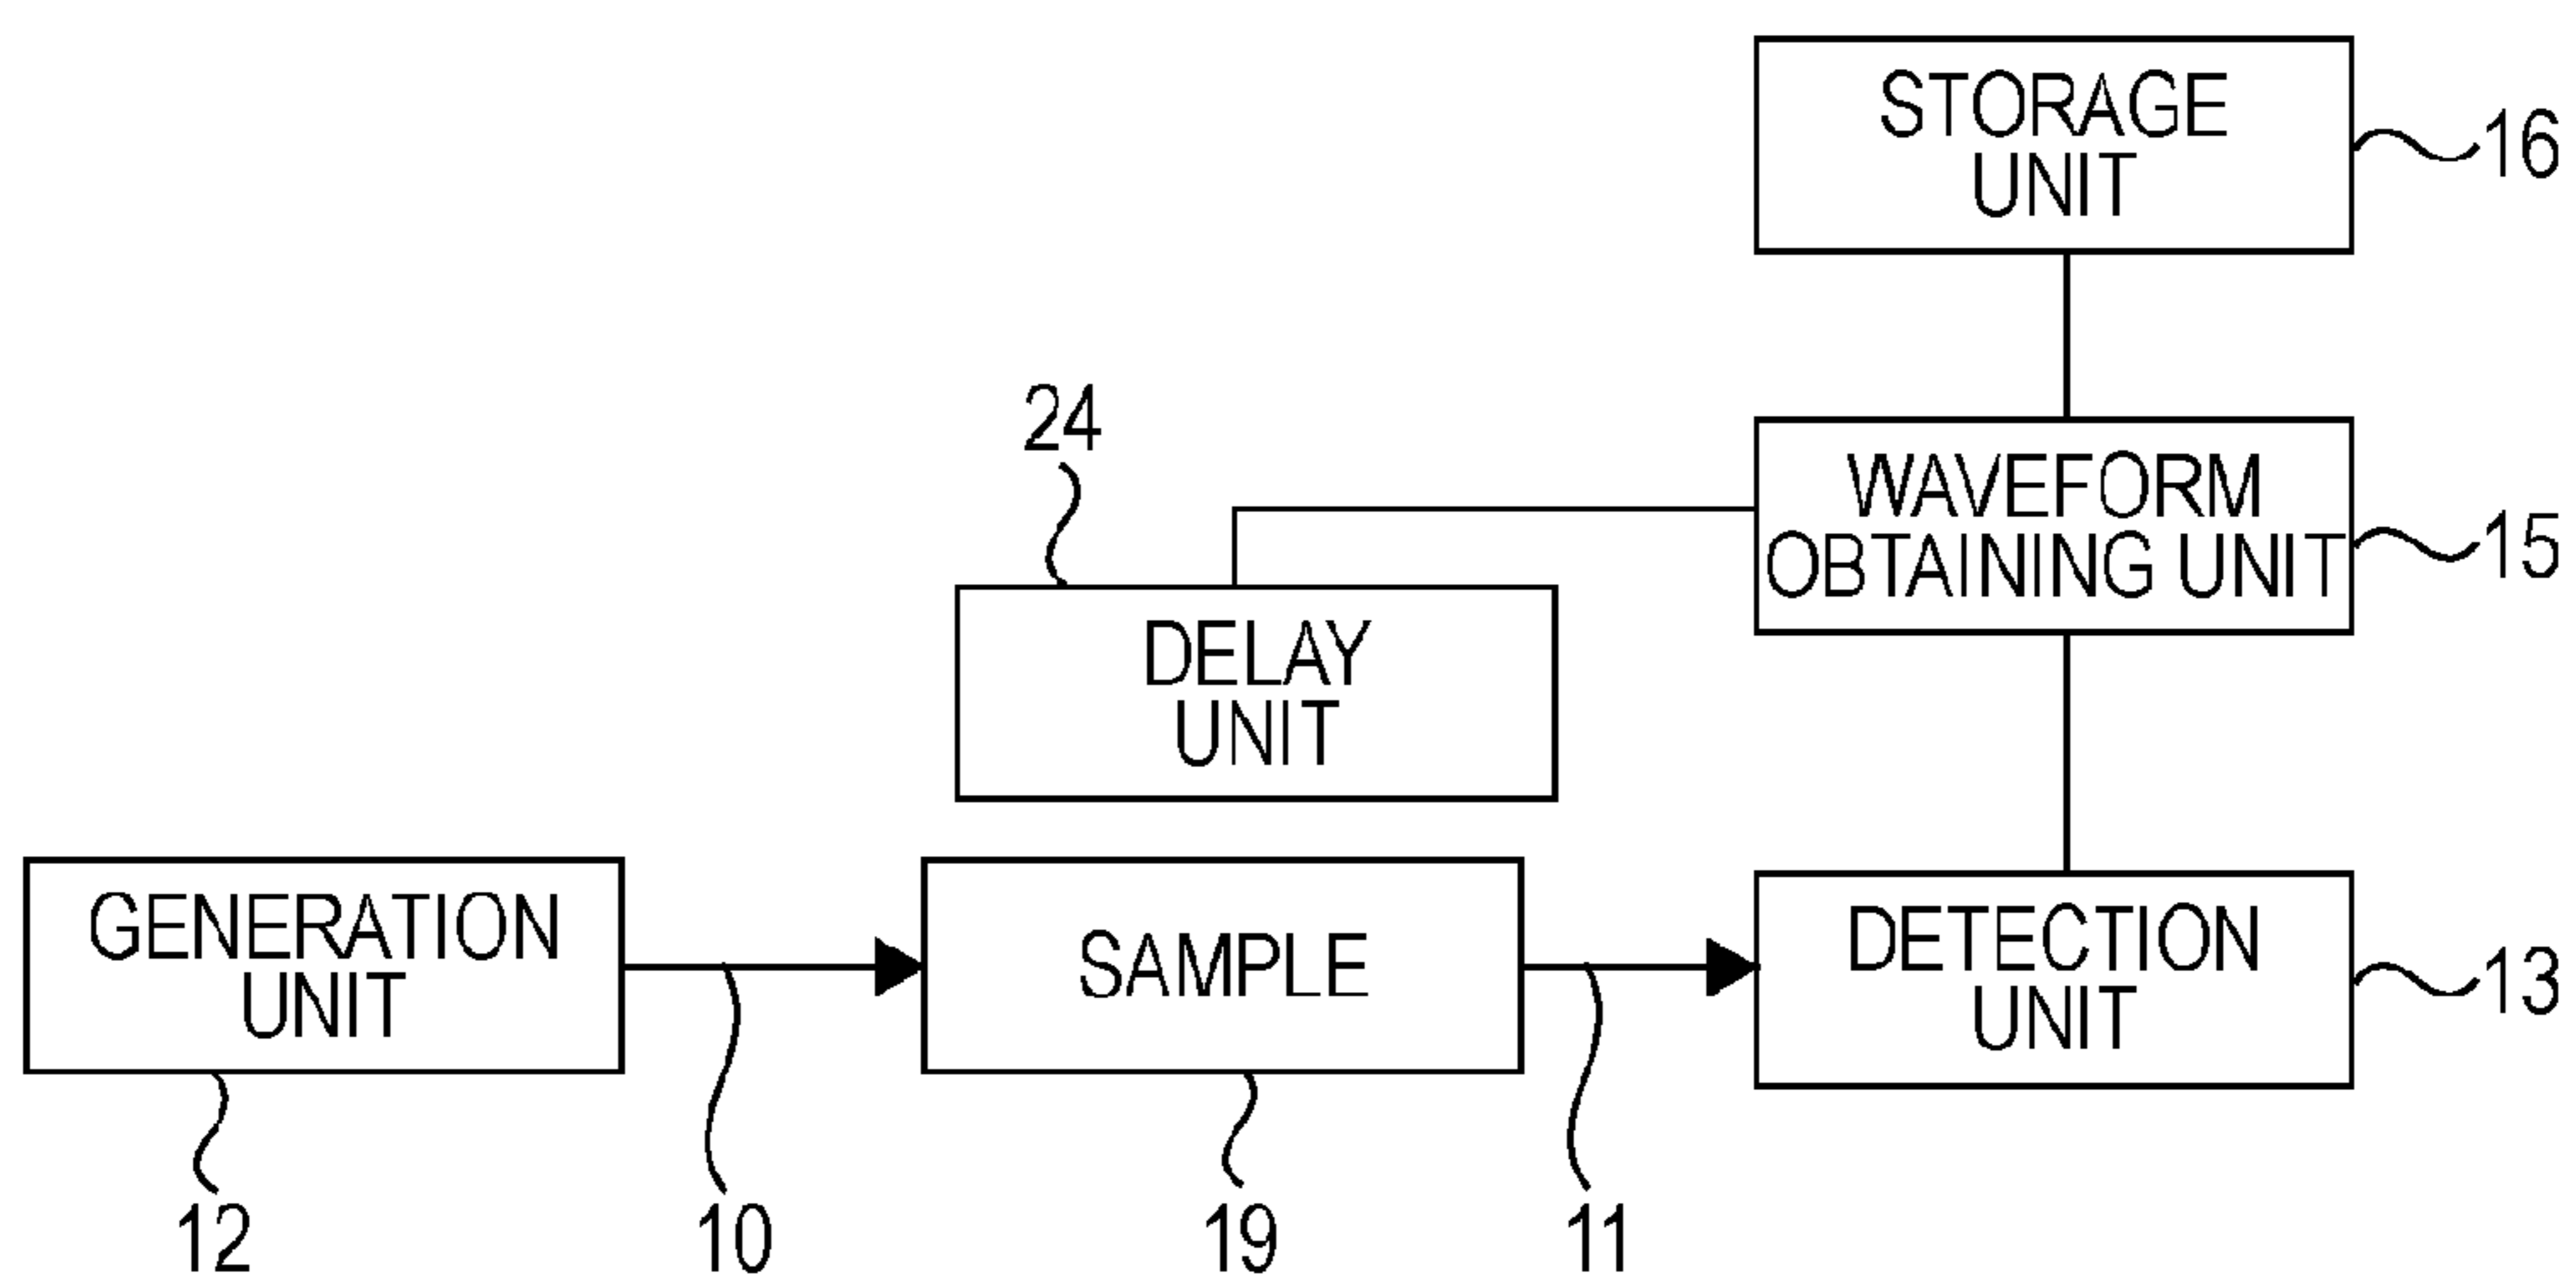 STORAGE
UNIT
16
24
WAVEFORM
OBTAINING UNIT
15
DELAY
UNIT
GENERATION
UNIT
SAMPLE
DETECTION
UNIT
13
12
10
19
11